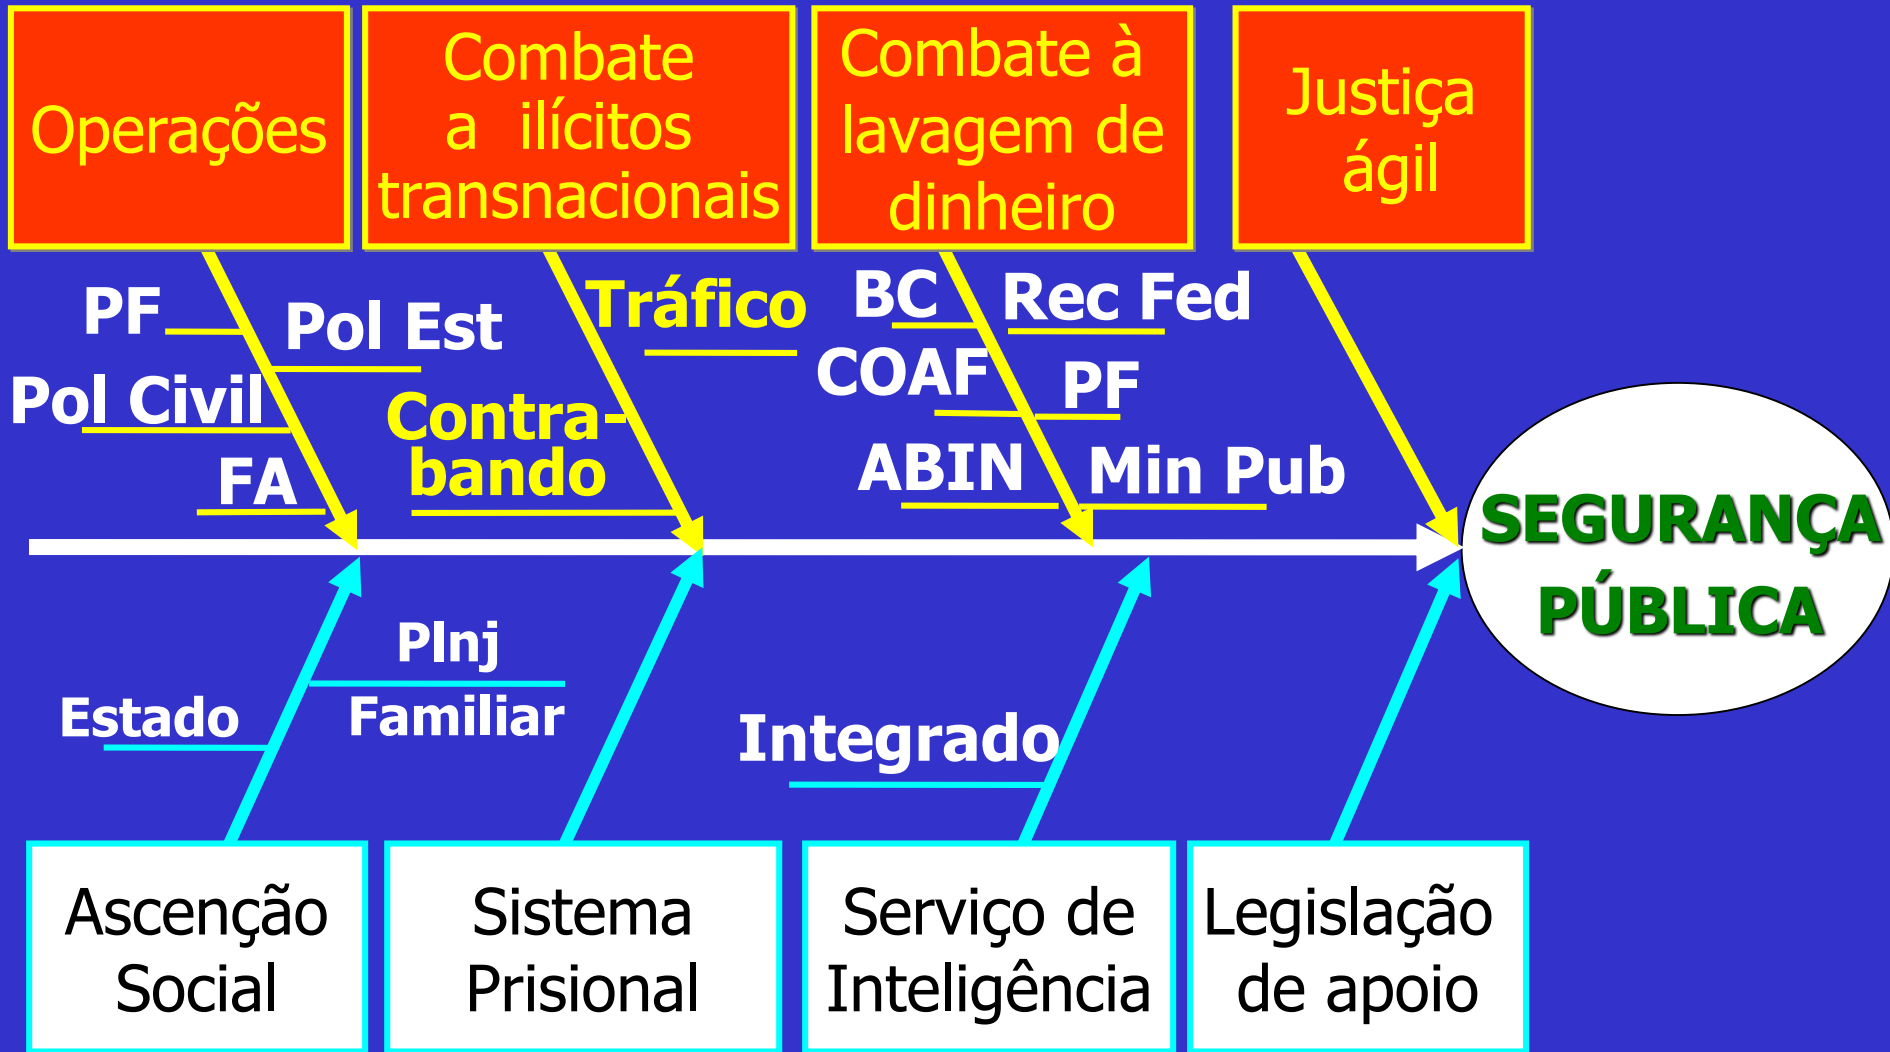 Operações
Combate
a ilícitos
transnacionais
Combate à
lavagem de
dinheiro
Justiça
ágil
PF
Pol Est
Pol Civil
FA
Tráfico
Contra-
bando
BC
Rec Fed
COAF
PF
ABIN
Min Pub
SEGURANÇA
PÚBLICA
Plnj
Familiar
Estado
Integrado
Ascenção
Social
Sistema
Prisional
Serviço de
Inteligência
Legislação
de apoio